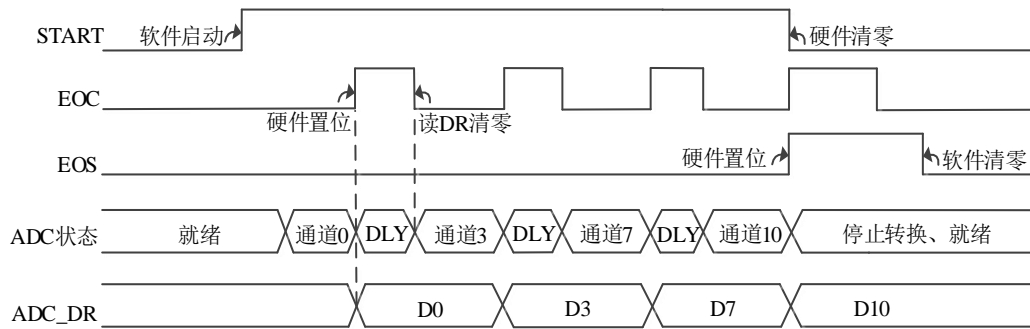 START 软件启动 硬件清零
EOC
硬件置位 读DR清零
EOS 硬件置位 软件清零
ADC状态 就绪 通道0 DLY 通道3 DLY 通道7 DLY 通道10 停止转换、就绪
ADC_DR D0 D3 D7 D10